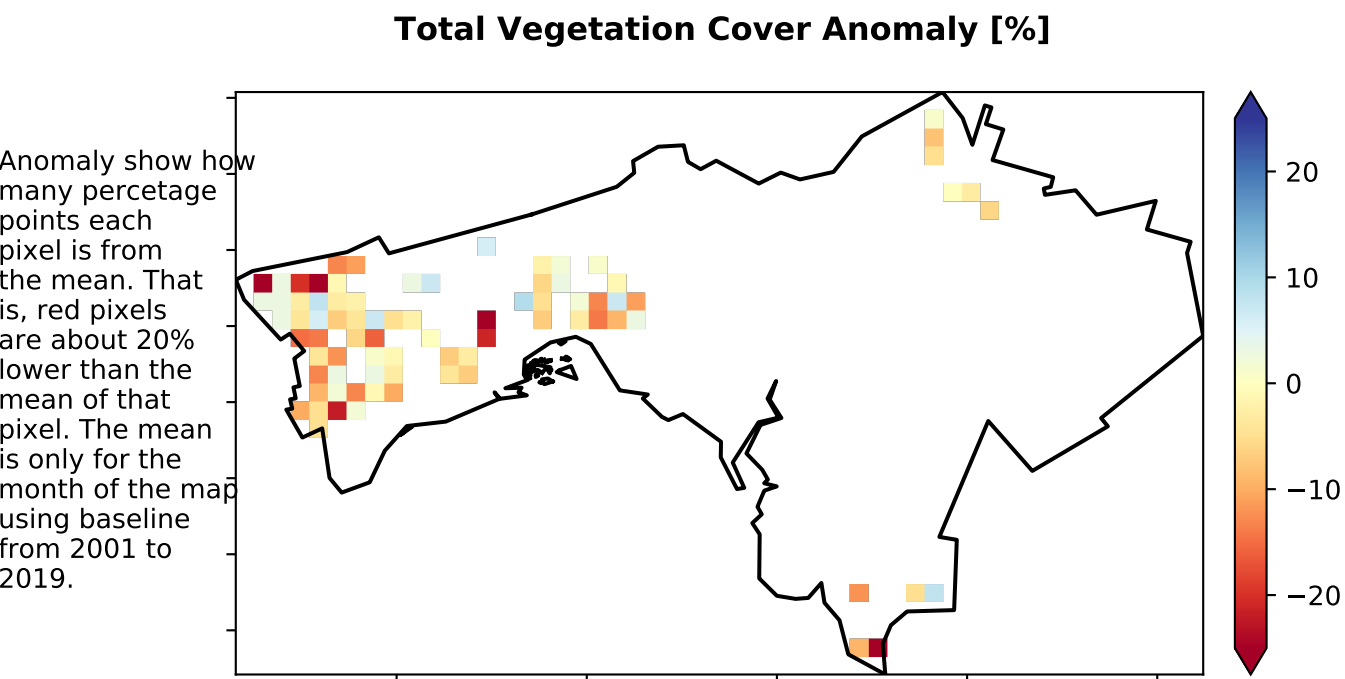 Total Vegetation Cover Anomaly [%]
Anomaly show how
many percetage
points each
pixel is from
the mean. That
is, red pixels
are about 20%
lower than the
mean of that
pixel. The mean
is only for the
month of the map
using baseline
from 2001 to
2019.
20
10
0
−10
−20